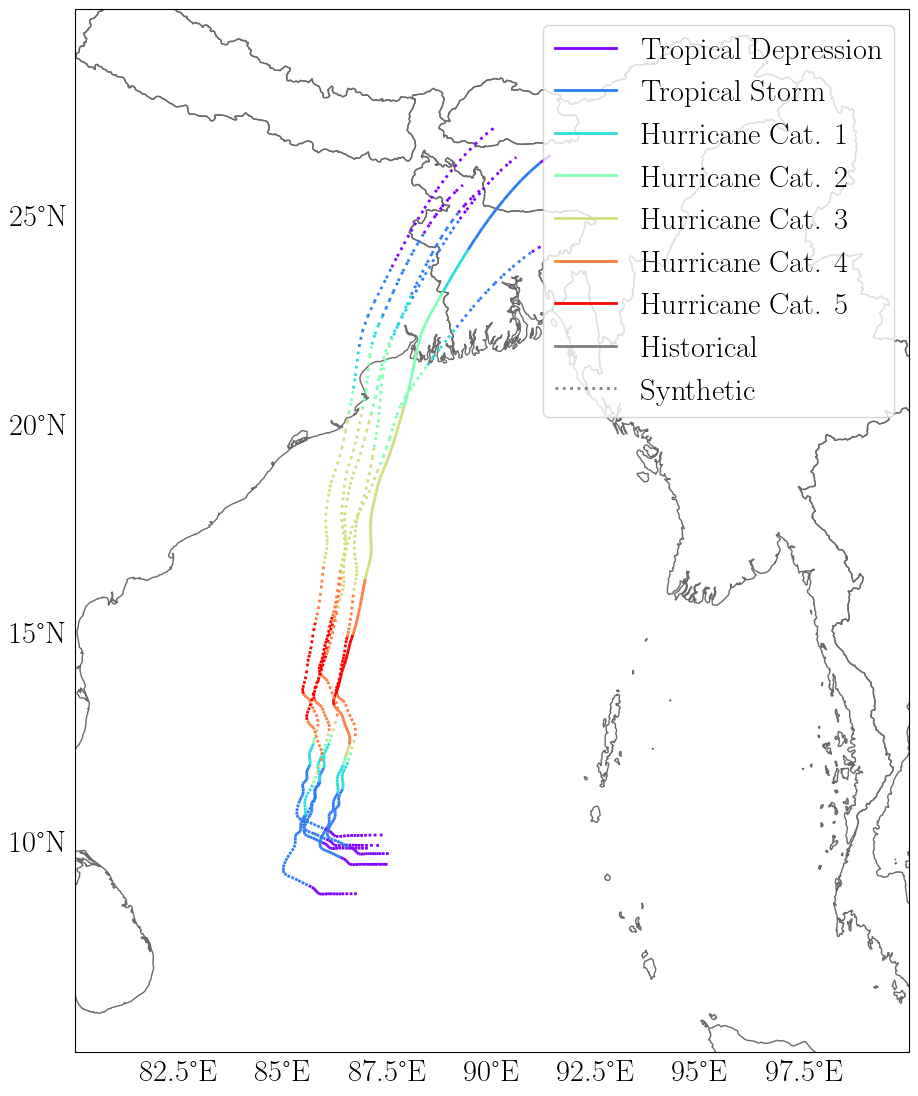 Tropical Depression
Tropical Storm
Hurricane Cat. 1
Hurricane Cat. 2
Hurricane Cat. 3
Hurricane Cat. 4
Hurricane Cat. 5
Historical
Synthetic
25°N
20°N
15°N
10°N
82.5°E 85°E 87.5°E 90°E 92.5°E 95°E 97.5°E